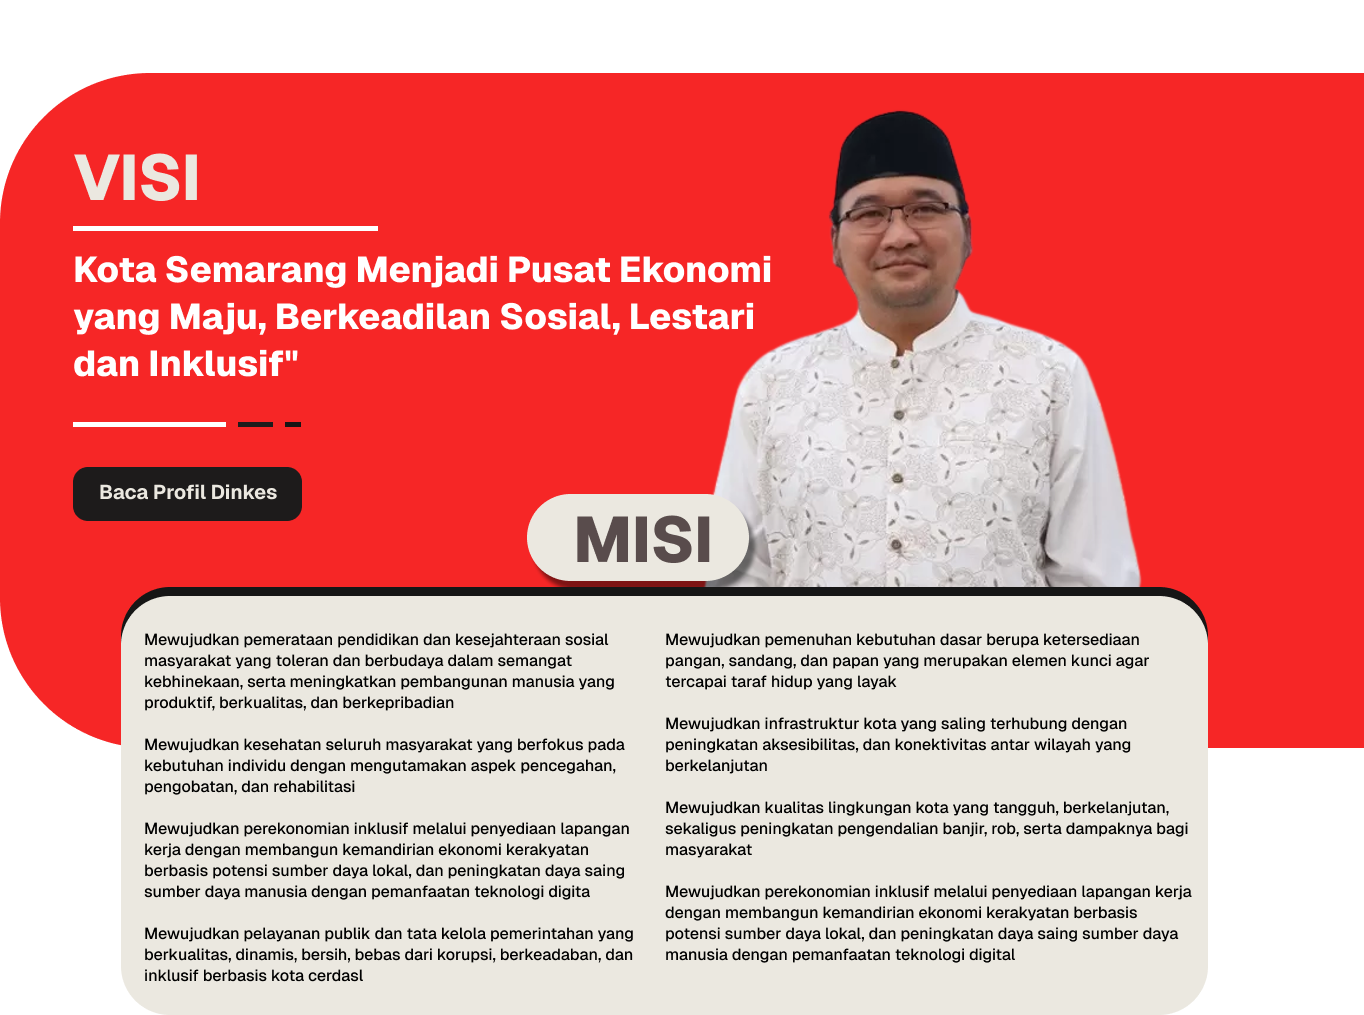 VISI
Kota Semarang Menjadi Pusat Ekonomi
yang Maju, Berkeadilan Sosial, Lestari
dan Inklusif"
Baca Profil Dinkes
MISI
Mewujudkan pemerataan pendidikan dan kesejahteraan sosial
masyarakat yang toleran dan berbudaya dalam semangat
kebhinekaan, serta meningkatkan pembangunan manusia yang
produktif, berkualitas, dan berkepribadian
Mewujudkan kesehatan seluruh masyarakat yang berfokus pada
kebutuhan individu dengan mengutamakan aspek pencegahan,
pengobatan, dan rehabilitasi
Mewujudkan perekonomian inklusif melalui penyediaan lapangan
kerja dengan membangun kemandirian ekonomi kerakyatan
berbasis potensi sumber daya lokal, dan peningkatan daya saing
sumber daya manusia dengan pemanfaatan teknologi digita
Mewujudkan pelayanan publik dan tata kelola pemerintahan yang
berkualitas, dinamis, bersih, bebas dari korupsi, berkeadaban, dan
inklusif berbasis kota cerdasl
Mewujudkan pemenuhan kebutuhan dasar berupa ketersediaan
pangan, sandang, dan papan yang merupakan elemen kunci agar
tercapai taraf hidup yang layak
Mewujudkan infrastruktur kota yang saling terhubung dengan
peningkatan aksesibilitas, dan konektivitas antar wilayah yang
berkelanjutan
Mewujudkan kualitas lingkungan kota yang tangguh, berkelanjutan,
sekaligus peningkatan pengendalian banjir, rob, serta dampaknya bagi
masyarakat
Mewujudkan perekonomian inklusif melalui penyediaan lapangan kerja
dengan membangun kemandirian ekonomi kerakyatan berbasis
potensi sumber daya lokal, dan peningkatan daya saing sumber daya
manusia dengan pemanfaatan teknologi digital